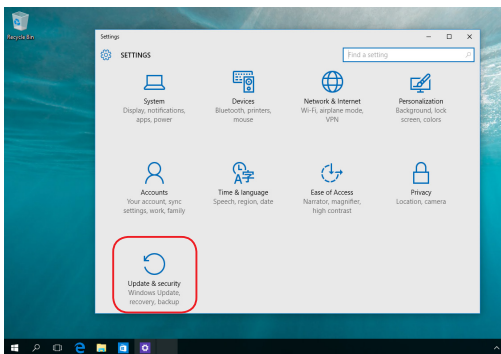 Recycle Bin
Settings
SETTINGS
Find a setting
System
Display, notifications,
apps, power
Devices
Bluetooth, printers,
mouse
Network & Internet
Wi-Fi, airplane mode,
VPN
Personalization
Background, lock
screen, colors
Accounts
Your account, sync
settings, work, family
Time & language
Speech, region, date
Ease of Access
Narrator, magnifier,
high contrast
Privacy
Location, camera
Update & security
Windows Update,
recovery, backup